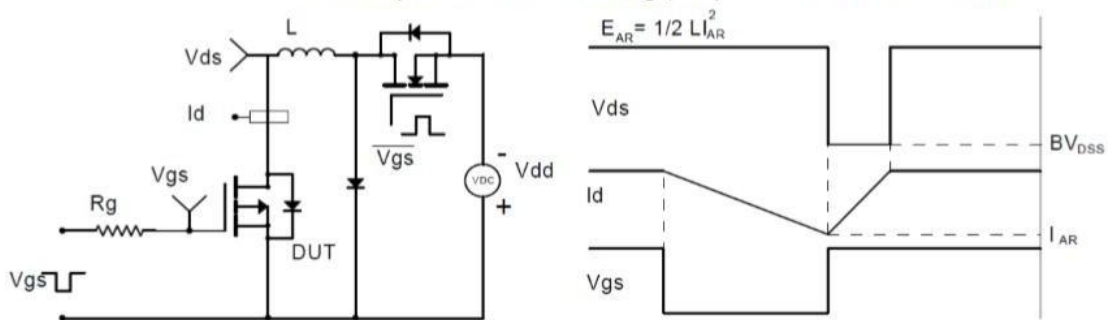 L
Vds
Id
Vgs
Vgs
Rg
DUT
Vgs
VDC
-
Vdd
+
E_AR = 1/2 LI_AR^2
Vds
BV_DSS
Id
I_AR
Vgs